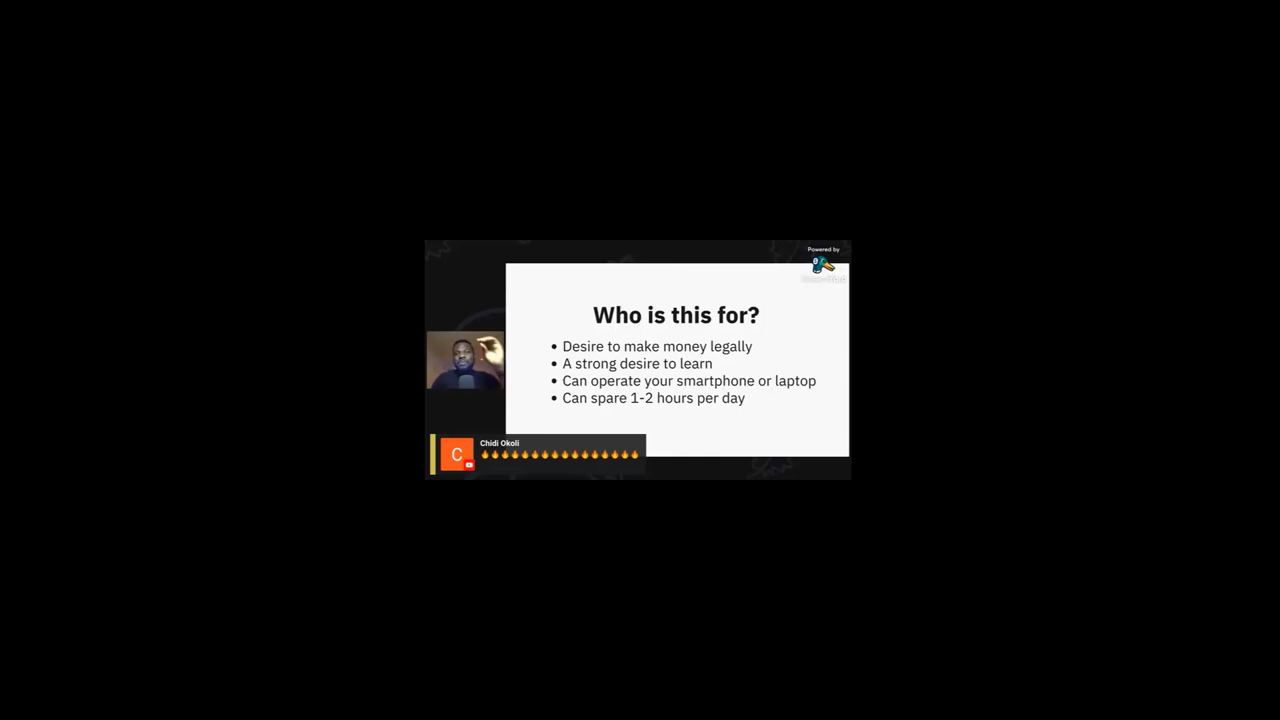 Powered by
Who is this for?
• Desire to make money legally
• A strong desire to learn
• Can operate your smartphone or laptop
• Can spare 1-2 hours per day
C
Chidi Okoli
🔥🔥🔥🔥🔥🔥🔥🔥🔥🔥🔥🔥🔥🔥🔥🔥